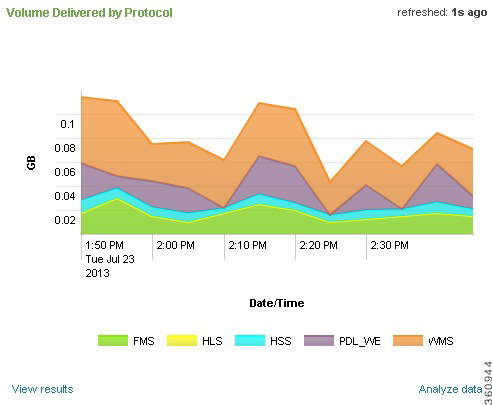 Volume Delivered by Protocol
refreshed: 1s ago
GB
0.1
0.08
0.06
0.04
0.02
1:50 PM
Tue Jul 23
2013
2:00 PM
2:10 PM
2:20 PM
2:30 PM
Date/Time
FMS
HLS
HSS
PDL_WE
WMS
View results
Analyze data
360944